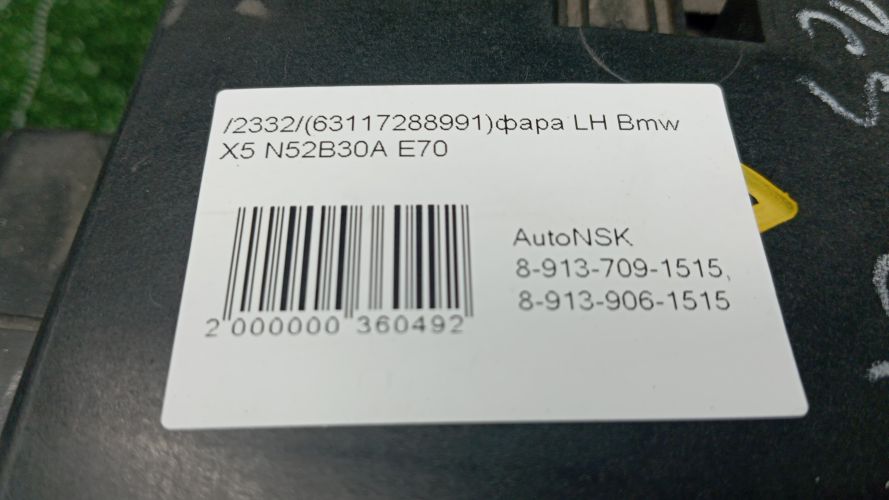 /2332/(63117288991)фара LH Bmw
X5 N52B30A E70
AutoNSK
8-913-709-1515,
8-913-906-1515
2 000000 360492